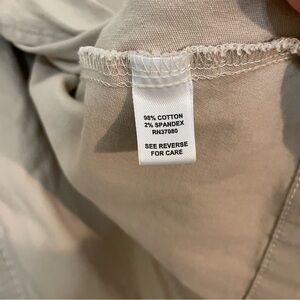 98% COTTON
2% SPANDEX
RN37080
SEE REVERSE
FOR CARE